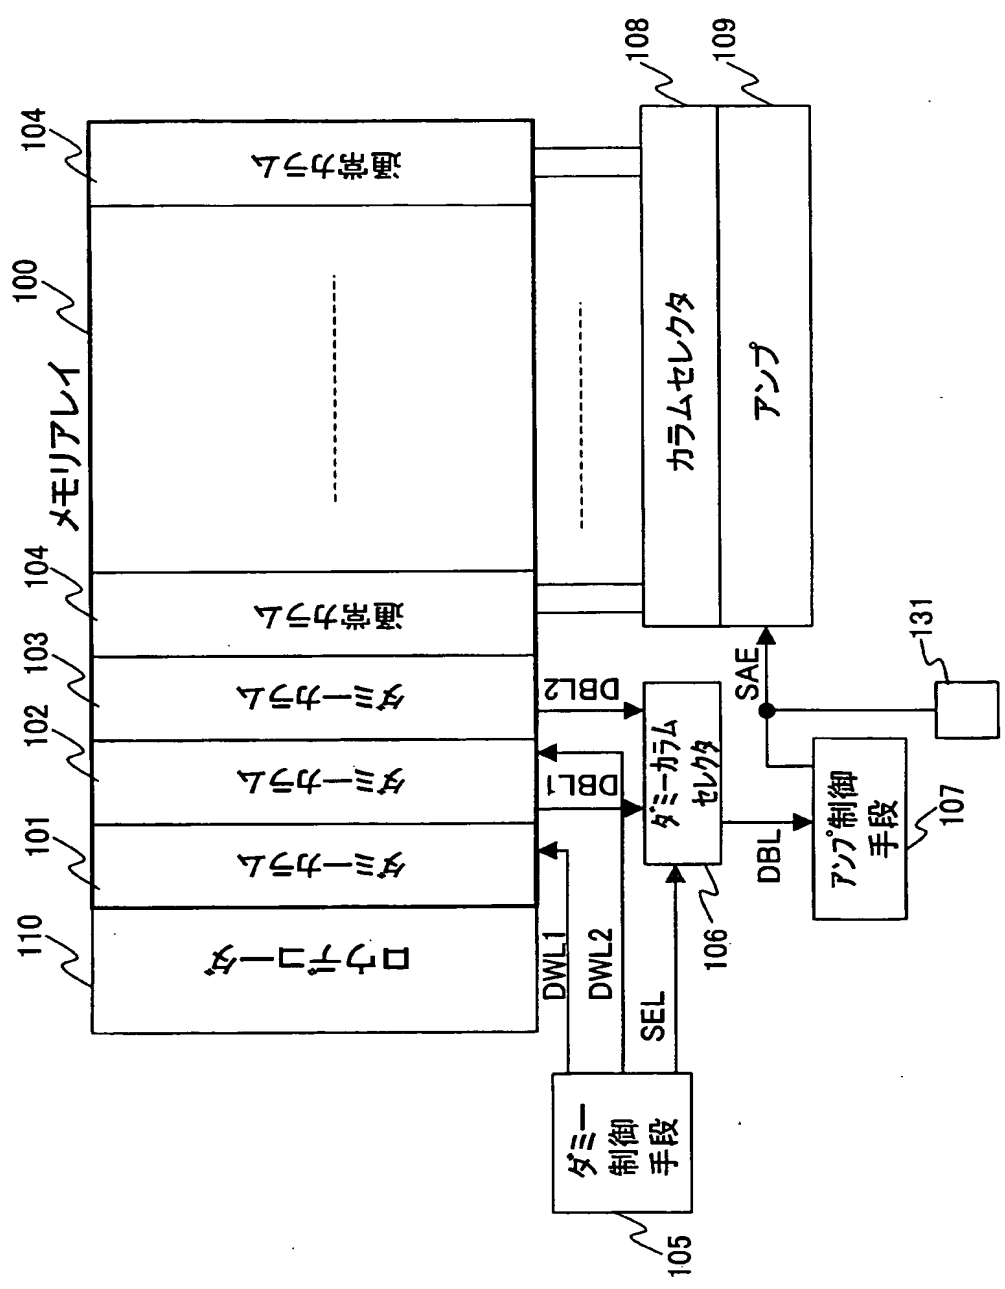 メモリアレイ
100
110
101
102
103
104
104
ロウデコーダ
ダミーカラム
ダミーカラム
ダミーカラム
通常カラム
通常カラム
DWL1
DWL2
SEL
DBL1
DBL2
ダミー
制御
手段
105
ダミーカラム
セレクタ
106
DBL
アンプ制御
手段
107
SAE
131
カラムセレクタ
108
アンプ
109